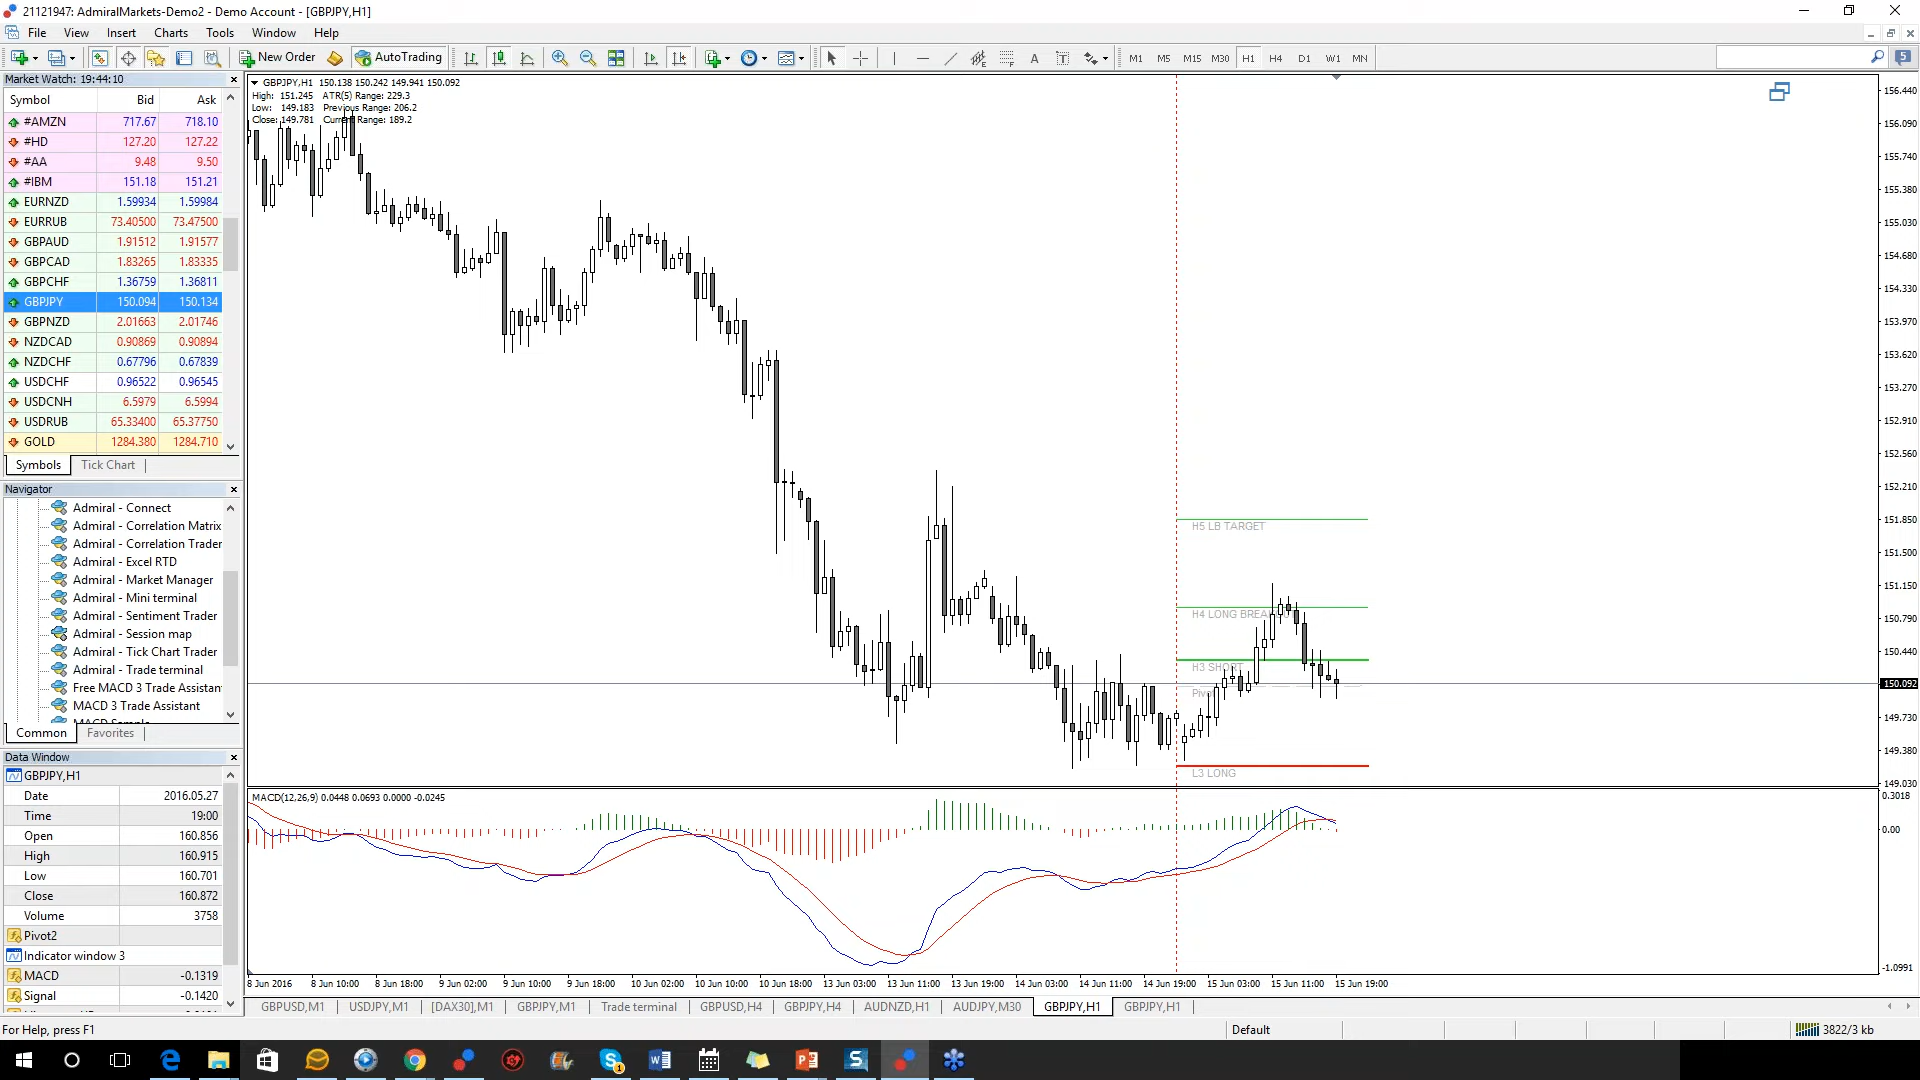 21121947: AdmiralMarkets-Demo2 - Demo Account - [GBPJPY,H1]
File View Insert Charts Tools Window Help
New Order AutoTrading A T M1 M5 M15 M30 H1 H4 D1 W1 MN 5
Market Watch: 19:44:10
Symbol Bid Ask
#AMZN 717.67 718.10
#HD 127.20 127.22
#AA 9.48 9.50
#IBM 151.18 151.21
EURNZD 1.59934 1.59984
EURRUB 73.40500 73.47500
GBPAUD 1.91512 1.91577
GBPCAD 1.83265 1.83335
GBPCHF 1.36759 1.36811
GBPJPY 150.094 150.134
GBPNZD 2.01663 2.01746
NZDCAD 0.90869 0.90894
NZDCHF 0.67796 0.67839
USDCHF 0.96522 0.96545
USDCNH 6.5979 6.5994
USDRUB 65.33400 65.37750
GOLD 1284.380 1284.710
Symbols Tick Chart
Navigator
Admiral - Connect
Admiral - Correlation Matrix
Admiral - Correlation Trader
Admiral - Excel RTD
Admiral - Market Manager
Admiral - Mini terminal
Admiral - Sentiment Trader
Admiral - Session map
Admiral - Tick Chart Trader
Admiral - Trade terminal
Free MACD 3 Trade Assistan
MACD 3 Trade Assistant
MACD Sample
Common Favorites
Data Window
GBPJPY,H1
Date 2016.05.27
Time 19:00
Open 160.856
High 160.915
Low 160.701
Close 160.872
Volume 3758
Pivot2
Indicator window 3
MACD -0.1319
Signal -0.1420
GBPJPY,H1 150.138 150.242 149.941 150.092
High: 151.245 ATR(5) Range: 229.3
Low: 149.183 Previous Range: 206.2
Close: 149.781 Current Range: 189.2
H5 LB TARGET
H4 LONG BREA
H3 SHORT
Pivot
L3 LONG
156.440
156.090
155.740
155.380
155.030
154.680
154.330
153.970
153.620
153.270
152.910
152.560
152.210
151.850
151.500
151.150
150.790
150.440
150.092
149.730
149.380
149.030
MACD(12,26,9) 0.0448 0.0693 0.0000 -0.0245
0.3018
0.00
-1.0991
8 Jun 2016 8 Jun 10:00 8 Jun 18:00 9 Jun 02:00 9 Jun 10:00 9 Jun 18:00 10 Jun 02:00 10 Jun 10:00 10 Jun 18:00 13 Jun 03:00 13 Jun 11:00 13 Jun 19:00 14 Jun 03:00 14 Jun 11:00 14 Jun 19:00 15 Jun 03:00 15 Jun 11:00 15 Jun 19:00
GBPUSD,M1 USDJPY,M1 [DAX30],M1 GBPJPY,M1 Trade terminal GBPUSD,H4 GBPJPY,H4 AUDNZD,H1 AUDJPY,M30 GBPJPY,H1 GBPJPY,H1
For Help, press F1 Default 3822/3 kb